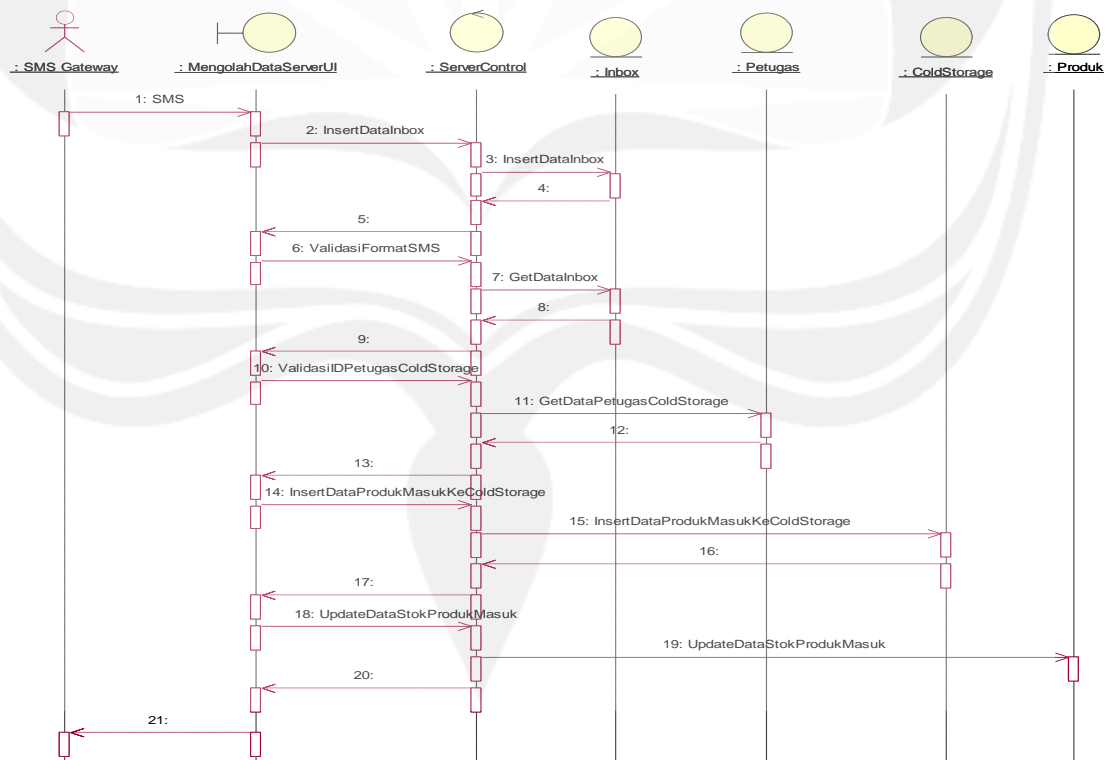 : SMS Gateway
: MengolahDataServerUI
: ServerControl
: Inbox
: Petugas
: ColdStorage
: Produk
1: SMS
2: InsertDataInbox
3: InsertDataInbox
4:
5:
6: ValidasiFormatSMS
7: GetDataInbox
8:
9:
10: ValidasiIDPetugasColdStorage
11: GetDataPetugasColdStorage
12:
13:
14: InsertDataProdukMasukKeColdStorage
15: InsertDataProdukMasukKeColdStorage
16:
17:
18: UpdateDataStokProdukMasuk
19: UpdateDataStokProdukMasuk
20:
21: